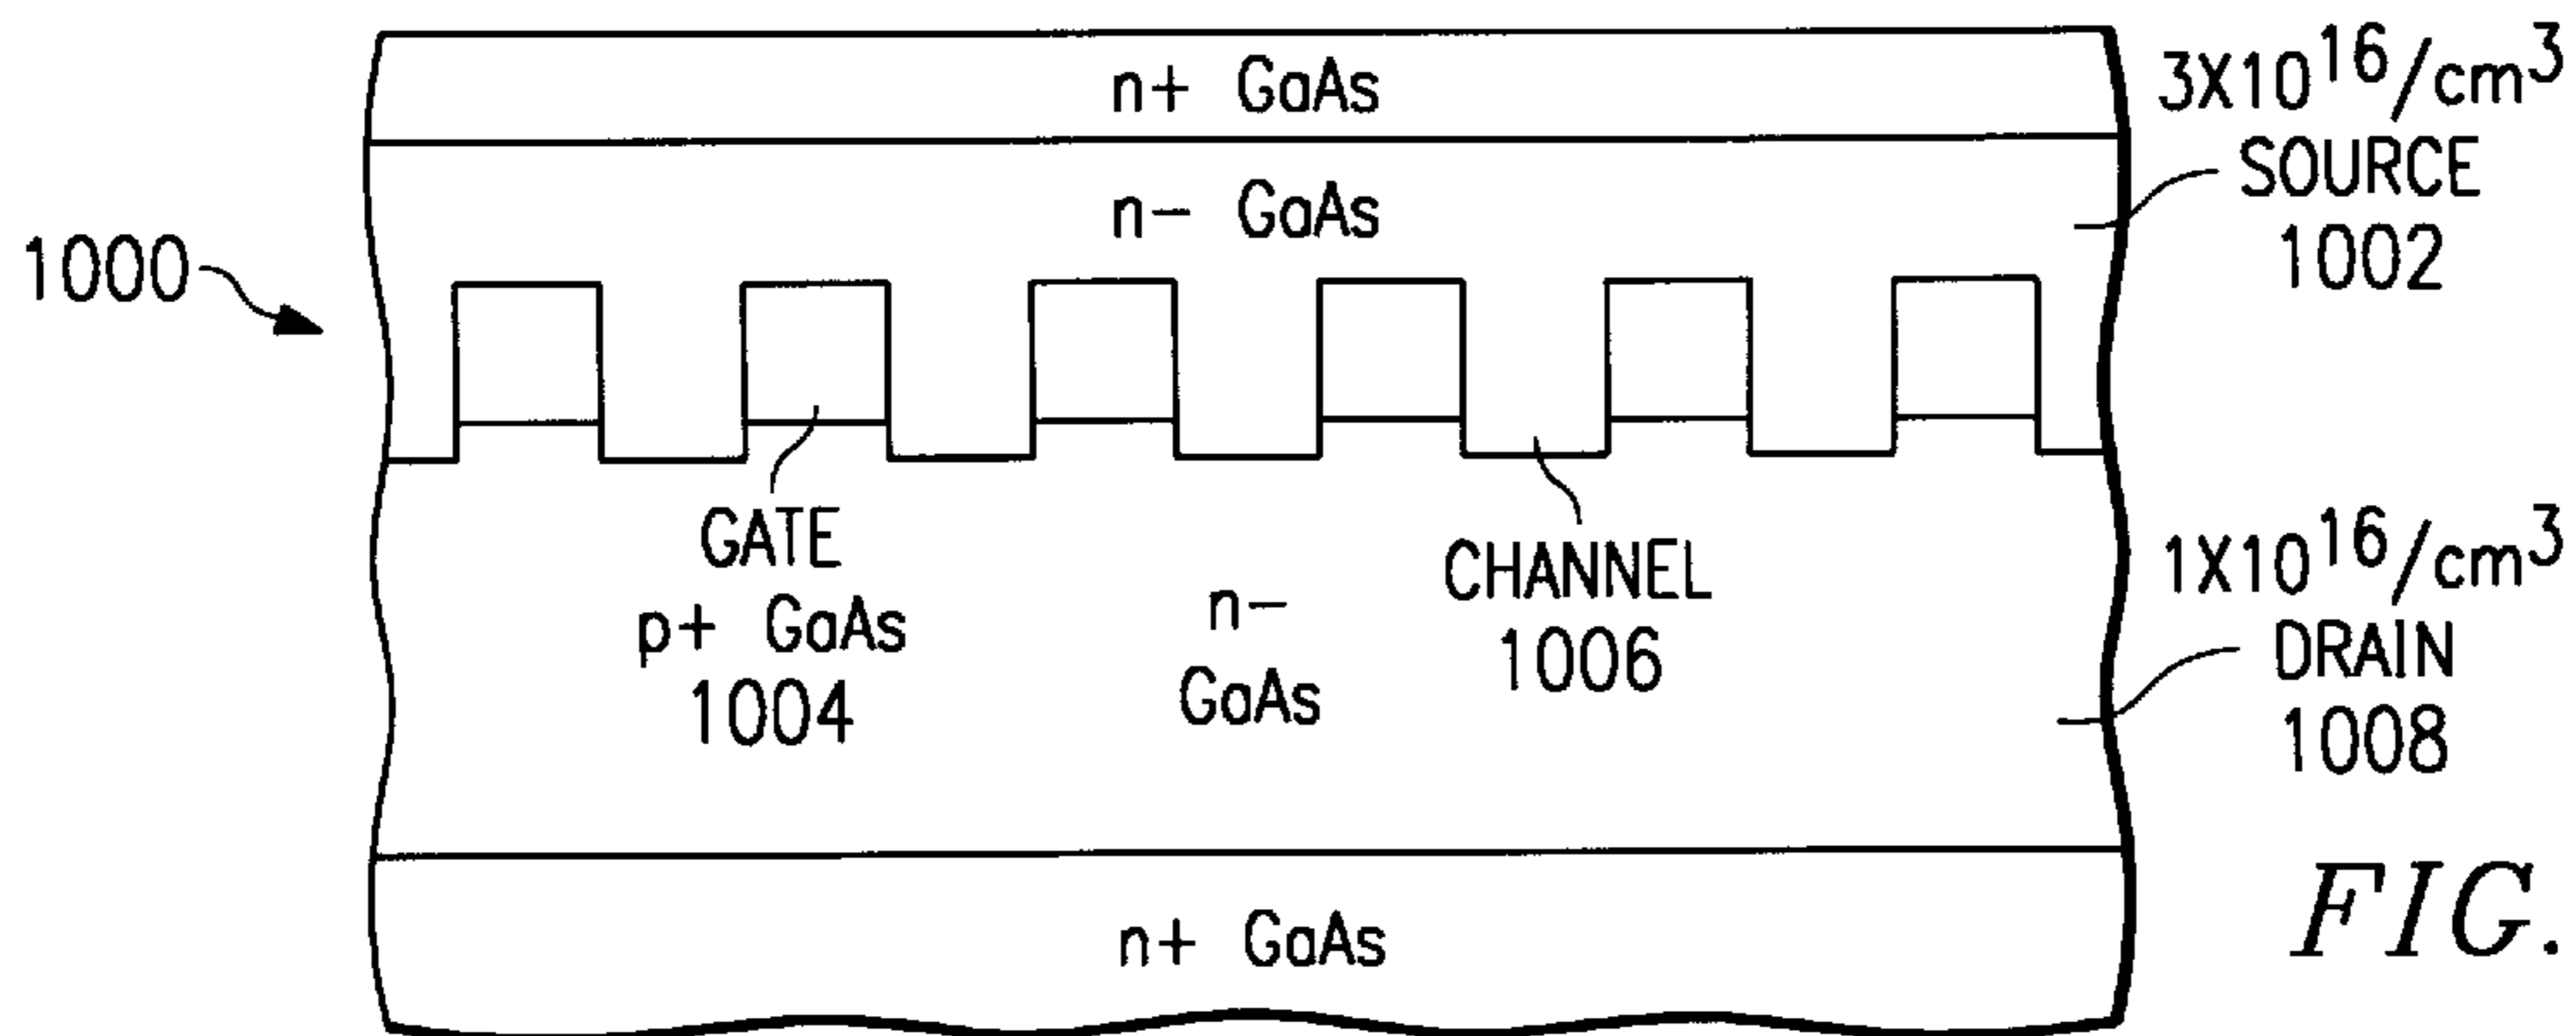 n+ GaAs
3X10^16/cm^3
SOURCE
1002
n- GaAs
1000
GATE
p+ GaAs
1004
n-
GaAs
CHANNEL
1006
1X10^16/cm^3
DRAIN
1008
n+ GaAs
FIG.